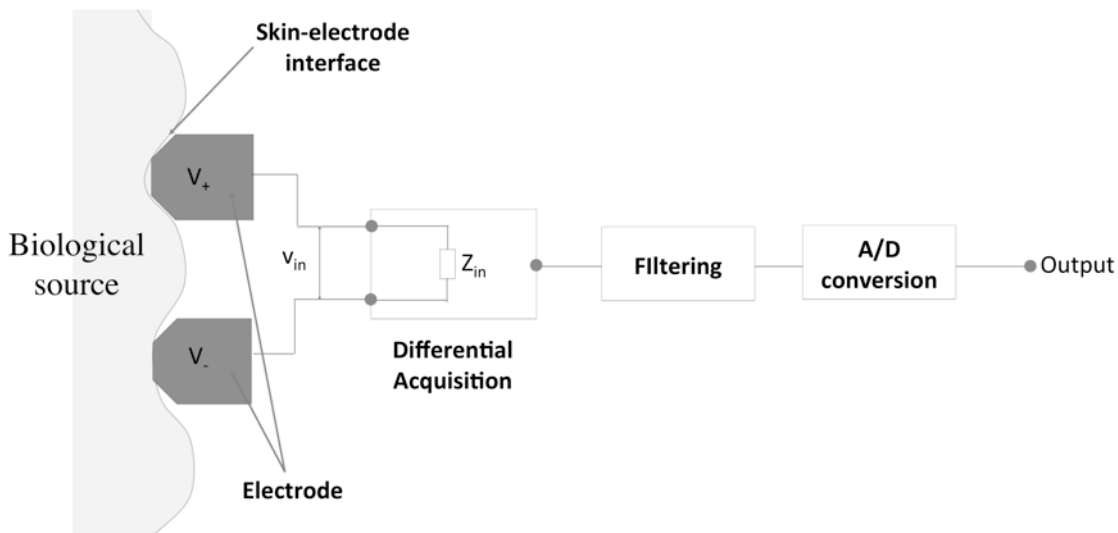 Skin-electrode
interface
V+
Biological
source
vin
Zin
FIltering
A/D
conversion
Output
Differential
Acquisition
V-
Electrode